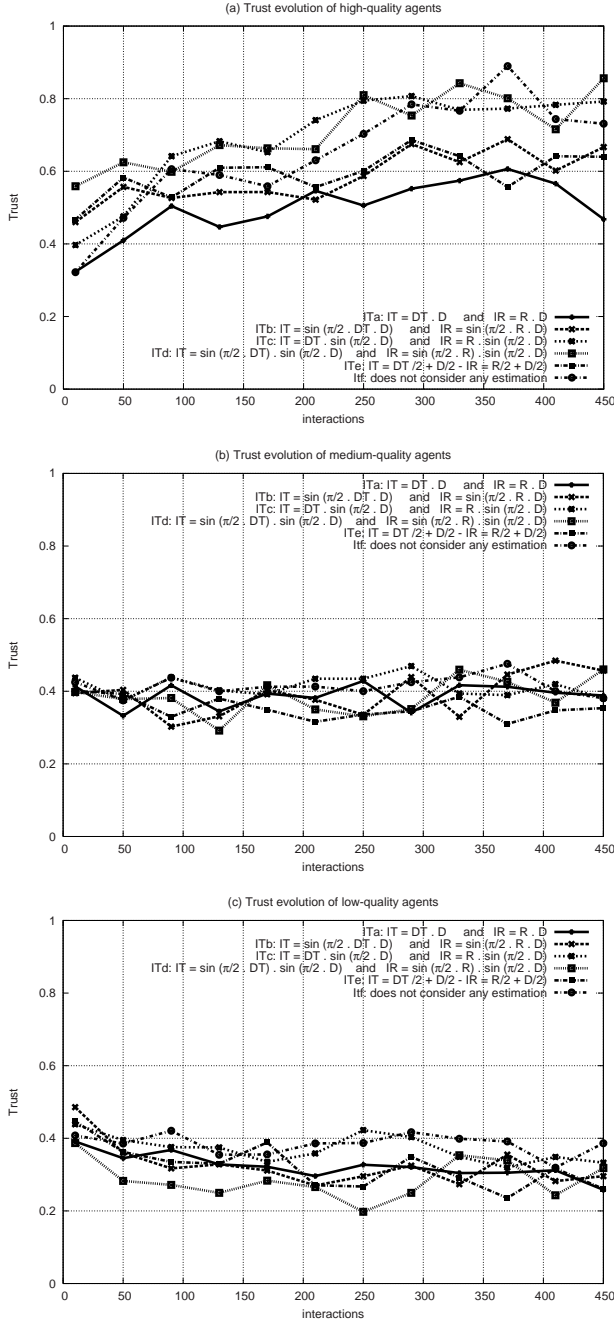 (a) Trust evolution of high-quality agents
1
0.8
0.6
0.4
0.2
0
Trust
ITa: IT = DT . D and IR = R . D
ITb: IT = sin (π/2 . DT . D) and IR = sin (π/2 . R . D)
ITc: IT = DT . sin (π/2 . D) and IR = R . sin (π/2 . D)
ITd: IT = sin (π/2 . DT) . sin (π/2 . D) and IR = sin (π/2 . R) . sin (π/2 . D)
ITe: IT = DT /2 + D/2 - IR = R/2 + D/2)
Itf: does not consider any estimation
0 50 100 150 200 250 300 350 400 450
interactions
(b) Trust evolution of medium-quality agents
1
0.8
0.6
0.4
0.2
0
Trust
ITa: IT = DT . D and IR = R . D
ITb: IT = sin (π/2 . DT . D) and IR = sin (π/2 . R . D)
ITc: IT = DT . sin (π/2 . D) and IR = R . sin (π/2 . D)
ITd: IT = sin (π/2 . DT) . sin (π/2 . D) and IR = sin (π/2 . R) . sin (π/2 . D)
ITe: IT = DT /2 + D/2 - IR = R/2 + D/2)
Itf: does not consider any estimation
0 50 100 150 200 250 300 350 400 450
interactions
(c) Trust evolution of low-quality agents
1
0.8
0.6
0.4
0.2
0
Trust
ITa: IT = DT . D and IR = R . D
ITb: IT = sin (π/2 . DT . D) and IR = sin (π/2 . R . D)
ITc: IT = DT . sin (π/2 . D) and IR = R . sin (π/2 . D)
ITd: IT = sin (π/2 . DT) . sin (π/2 . D) and IR = sin (π/2 . R) . sin (π/2 . D)
ITe: IT = DT /2 + D/2 - IR = R/2 + D/2)
Itf: does not consider any estimation
0 50 100 150 200 250 300 350 400 450
interactions